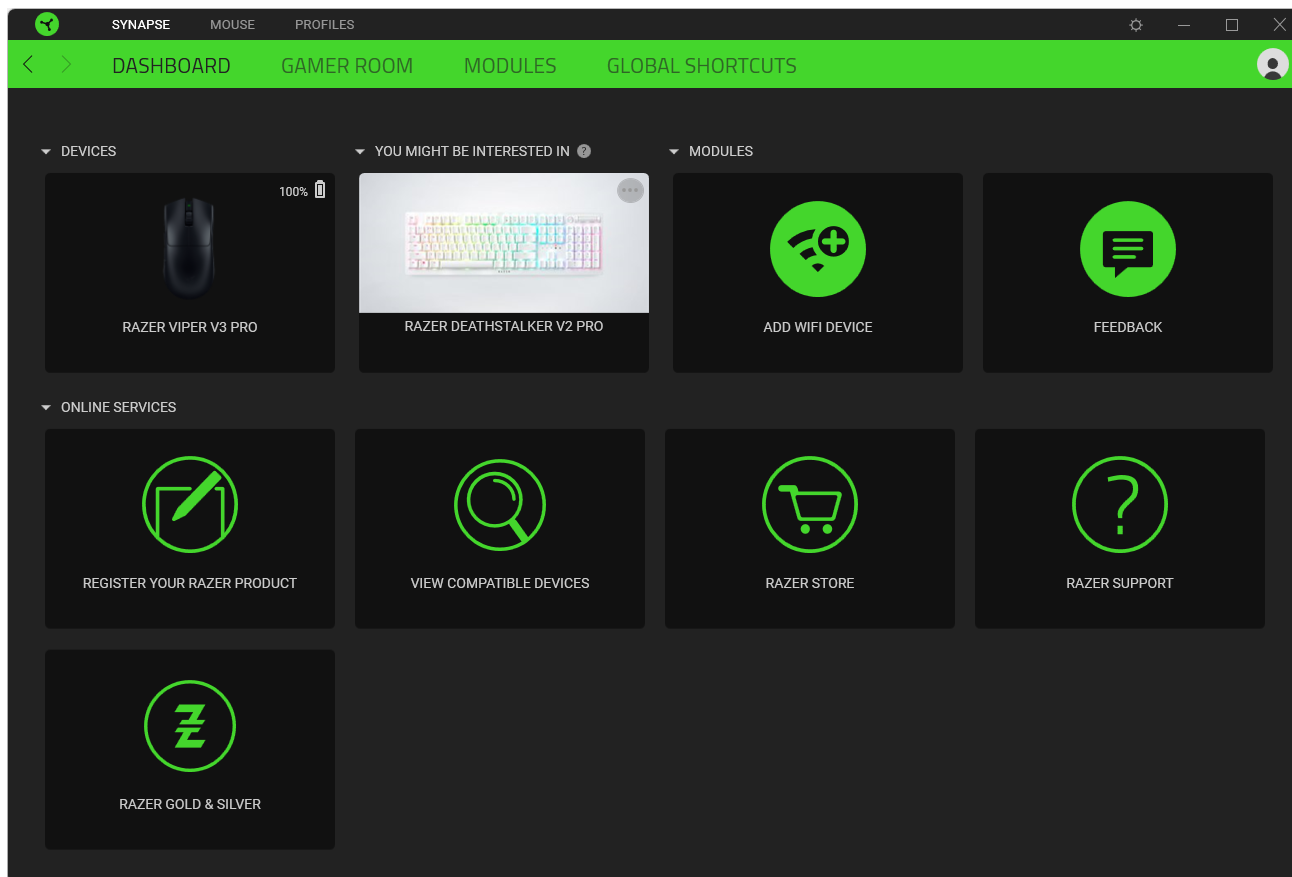 SYNAPSE MOUSE PROFILES
DASHBOARD GAMER ROOM MODULES GLOBAL SHORTCUTS
DEVICES
YOU MIGHT BE INTERESTED IN ?
MODULES
100%
RAZER VIPER V3 PRO
RAZER DEATHSTALKER V2 PRO
ADD WIFI DEVICE
FEEDBACK
ONLINE SERVICES
REGISTER YOUR RAZER PRODUCT
VIEW COMPATIBLE DEVICES
RAZER STORE
RAZER SUPPORT
RAZER GOLD & SILVER